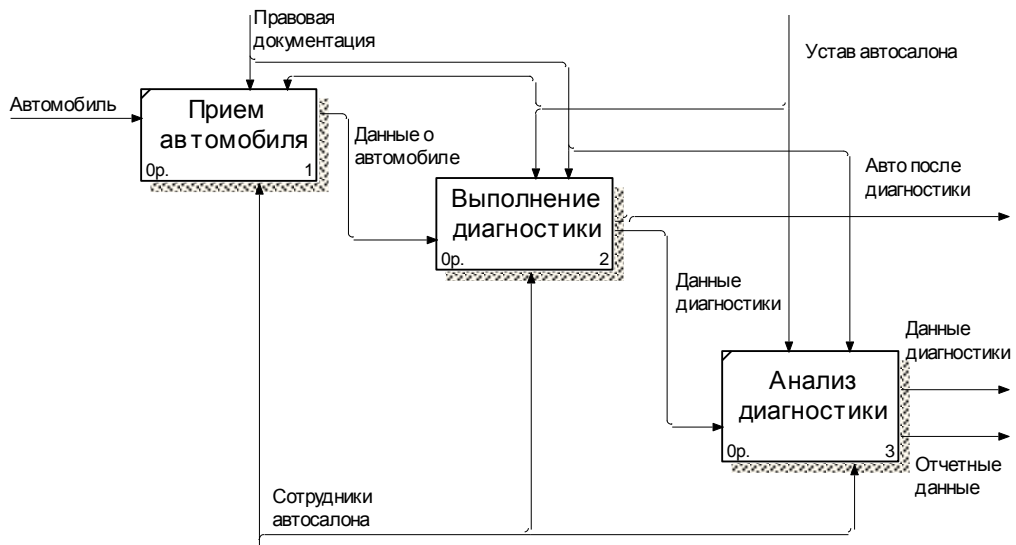 Правовая
документация
Устав автосалона
Автомобиль
Прием
автомобиля
0р. 1
Данные о
автомобиле
Авто после
диагностики
Выполнение
диагностики
0р. 2
Данные
диагностики
Данные
диагностики
Анализ
диагностики
0р. 3
Отчетные
данные
Сотрудники
автосалона